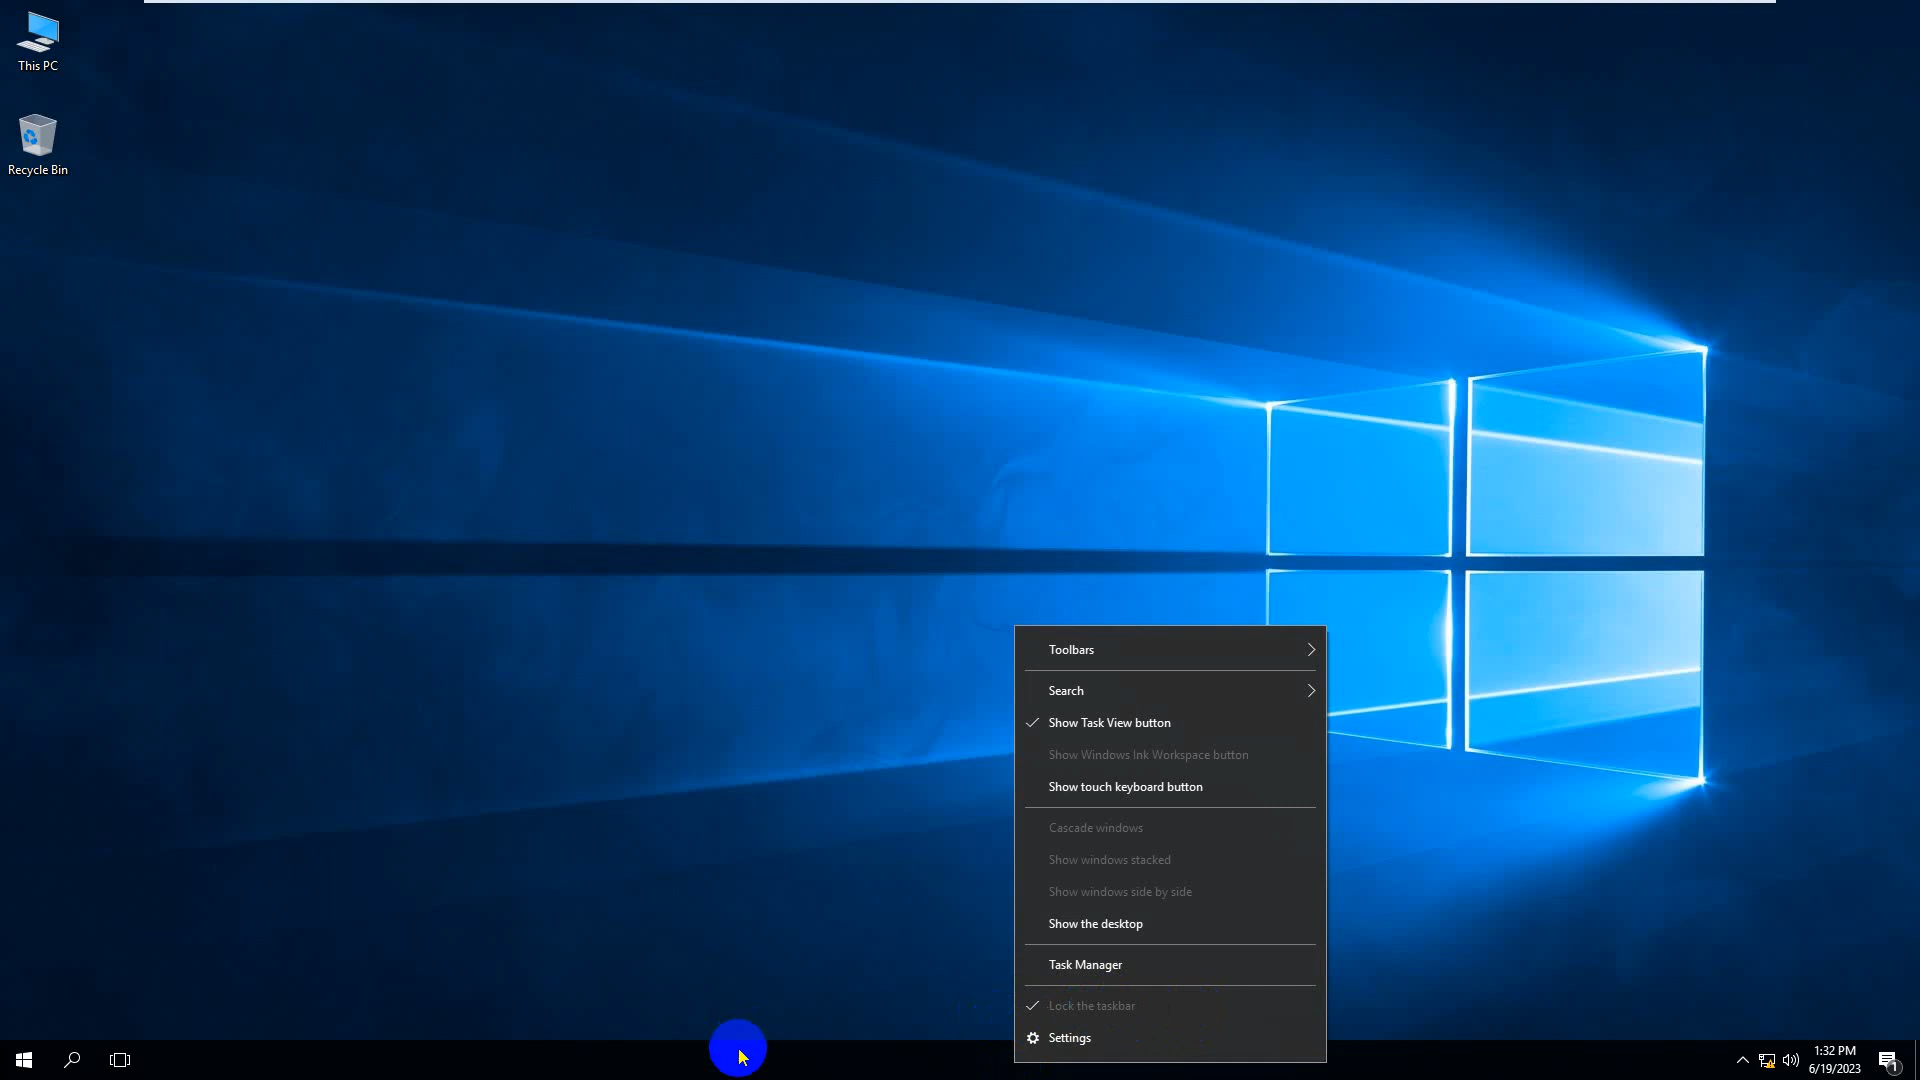 This PC
Recycle Bin
Toolbars
Search
Show Task View button
Show Windows Ink Workspace button
Show touch keyboard button
Cascade windows
Show windows stacked
Show windows side by side
Show the desktop
Task Manager
Lock the taskbar
Settings
1:32 PM
6/19/2023
1